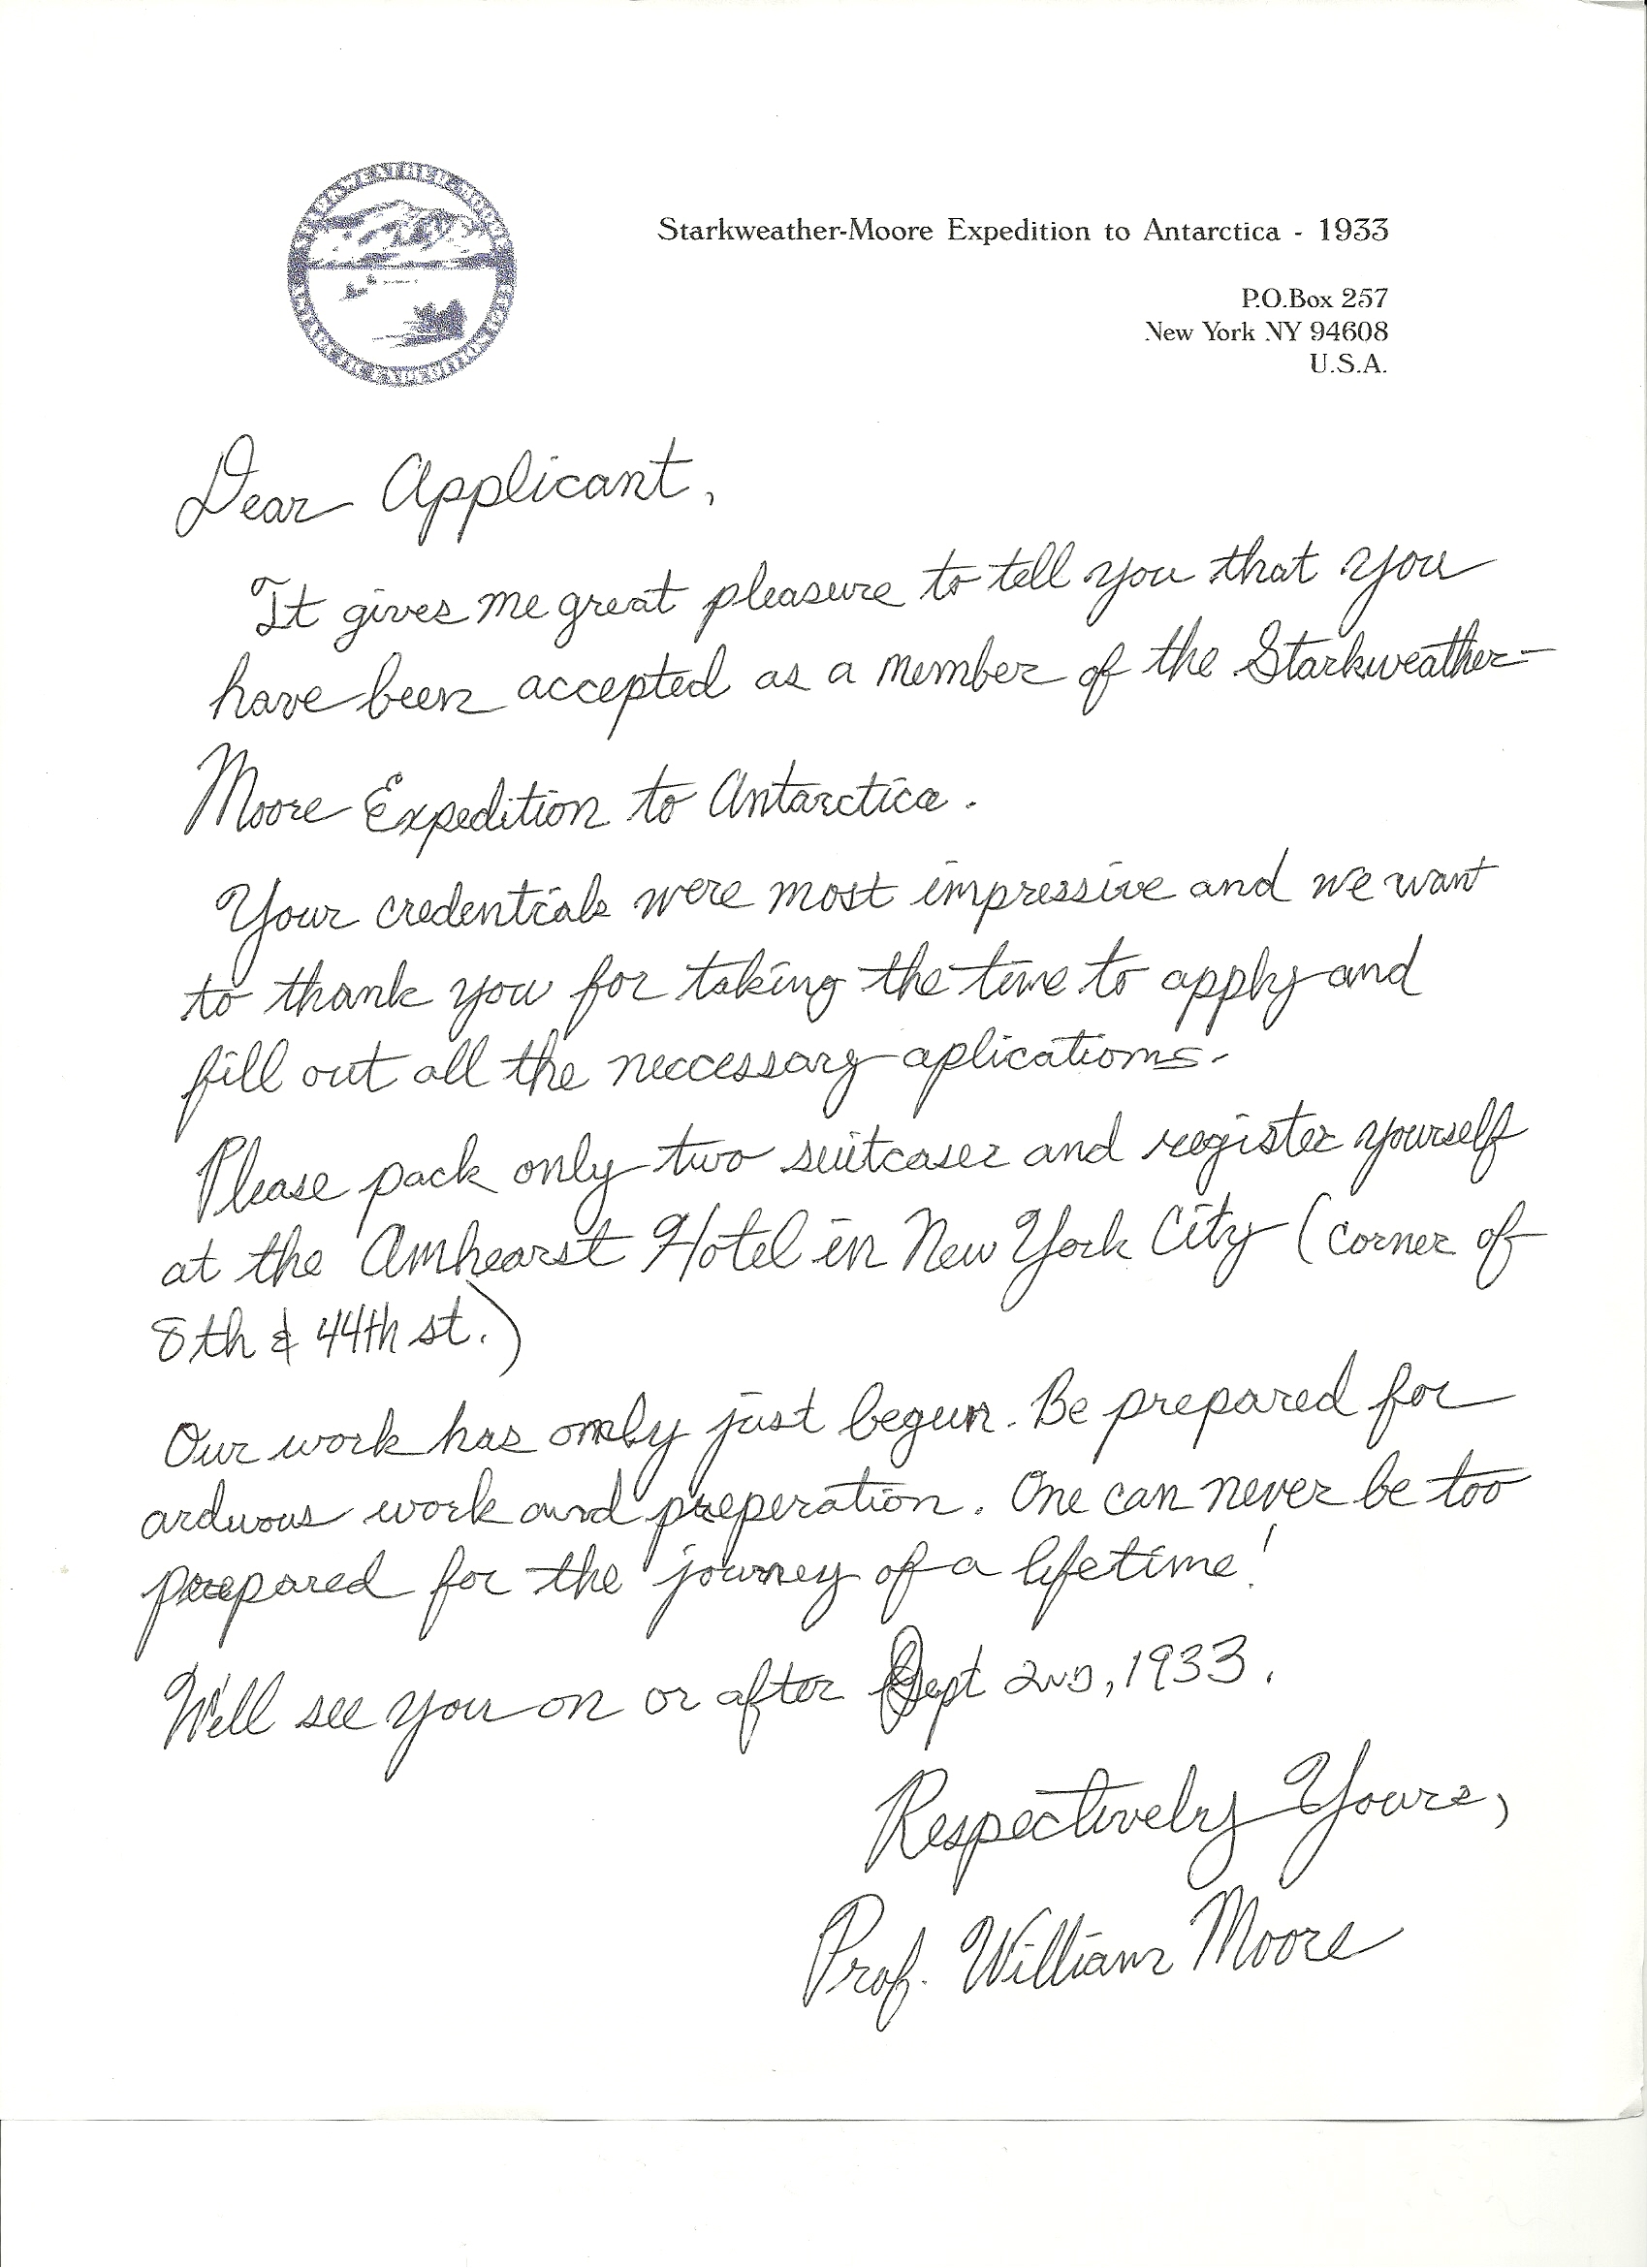 STARKWEATHER-MOORE
ANTARCTIC EXPEDITION
Starkweather-Moore Expedition to Antarctica - 1933
P.O.Box 257
New York NY 94608
U.S.A.
Dear Applicant,
It gives me great pleasure to tell you that you
have been accepted as a member of the Starkweather-
Moore Expedition to Antarctica.
Your credentials were most impressive and we want
to thank you for taking the time to apply and
fill out all the neccessary aplications.
Please pack only two suitcases and register yourself
at the Amhearst Hotel in New York City (corner of
8th & 44th st.)
Our work has only just begun. Be prepared for
arduous work and preperation. One can never be too
prepared for the journey of a lifetime!
We'll see you on or after Sept 2ND, 1933.
Respectively Yours,
Prof. William Moore